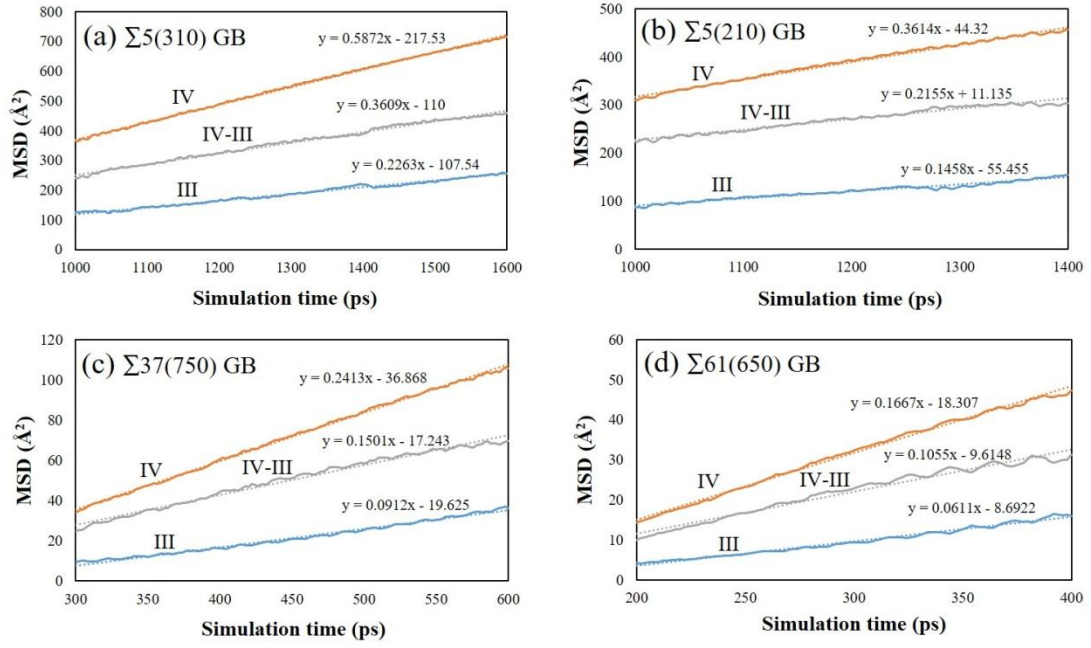 (a) ∑5(310) GB
y = 0.5872x - 217.53
IV
y = 0.3609x - 110
IV-III
y = 0.2263x - 107.54
III
MSD (Å²)
800
700
600
500
400
300
200
100
0
1000 1100 1200 1300 1400 1500 1600
Simulation time (ps)
(b) ∑5(210) GB
y = 0.3614x - 44.32
IV
y = 0.2155x + 11.135
IV-III
y = 0.1458x - 55.455
III
MSD (Å²)
500
400
300
200
100
0
1000 1100 1200 1300 1400
Simulation time (ps)
(c) ∑37(750) GB
y = 0.2413x - 36.868
y = 0.1501x - 17.243
IV
IV-III
y = 0.0912x - 19.625
III
MSD (Å²)
120
100
80
60
40
20
0
300 350 400 450 500 550 600
Simulation time (ps)
(d) ∑61(650) GB
y = 0.1667x - 18.307
y = 0.1055x - 9.6148
IV
IV-III
y = 0.0611x - 8.6922
III
MSD (Å²)
60
50
40
30
20
10
0
200 250 300 350 400
Simulation time (ps)